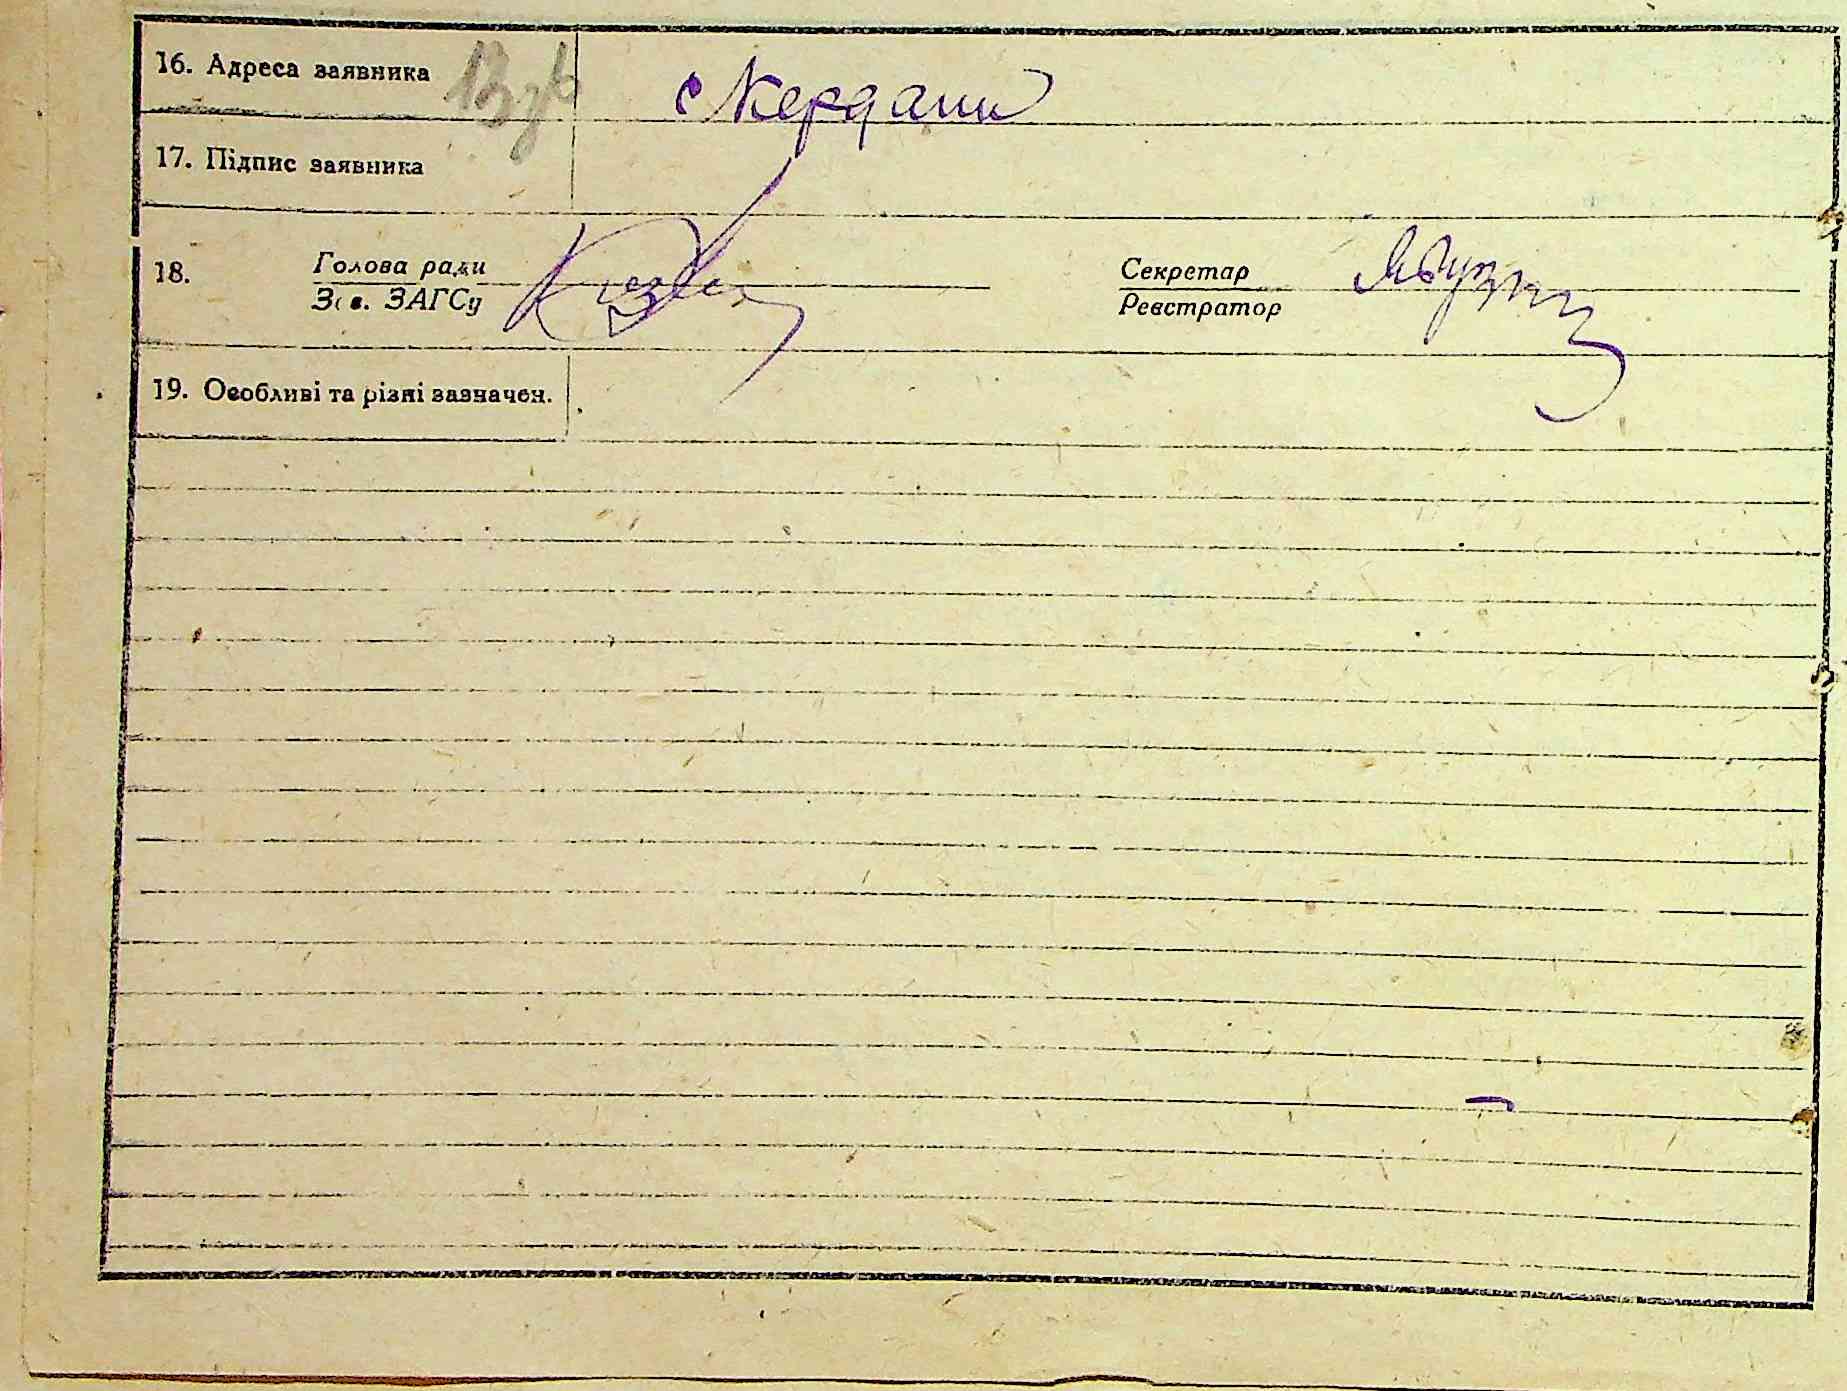 16. Адреса заявника с Кердани
17. Підпис заявника
18. Голова ради Секретар
Зав. ЗАГСу Реєстратор
19. Особливі та різні зазначен.